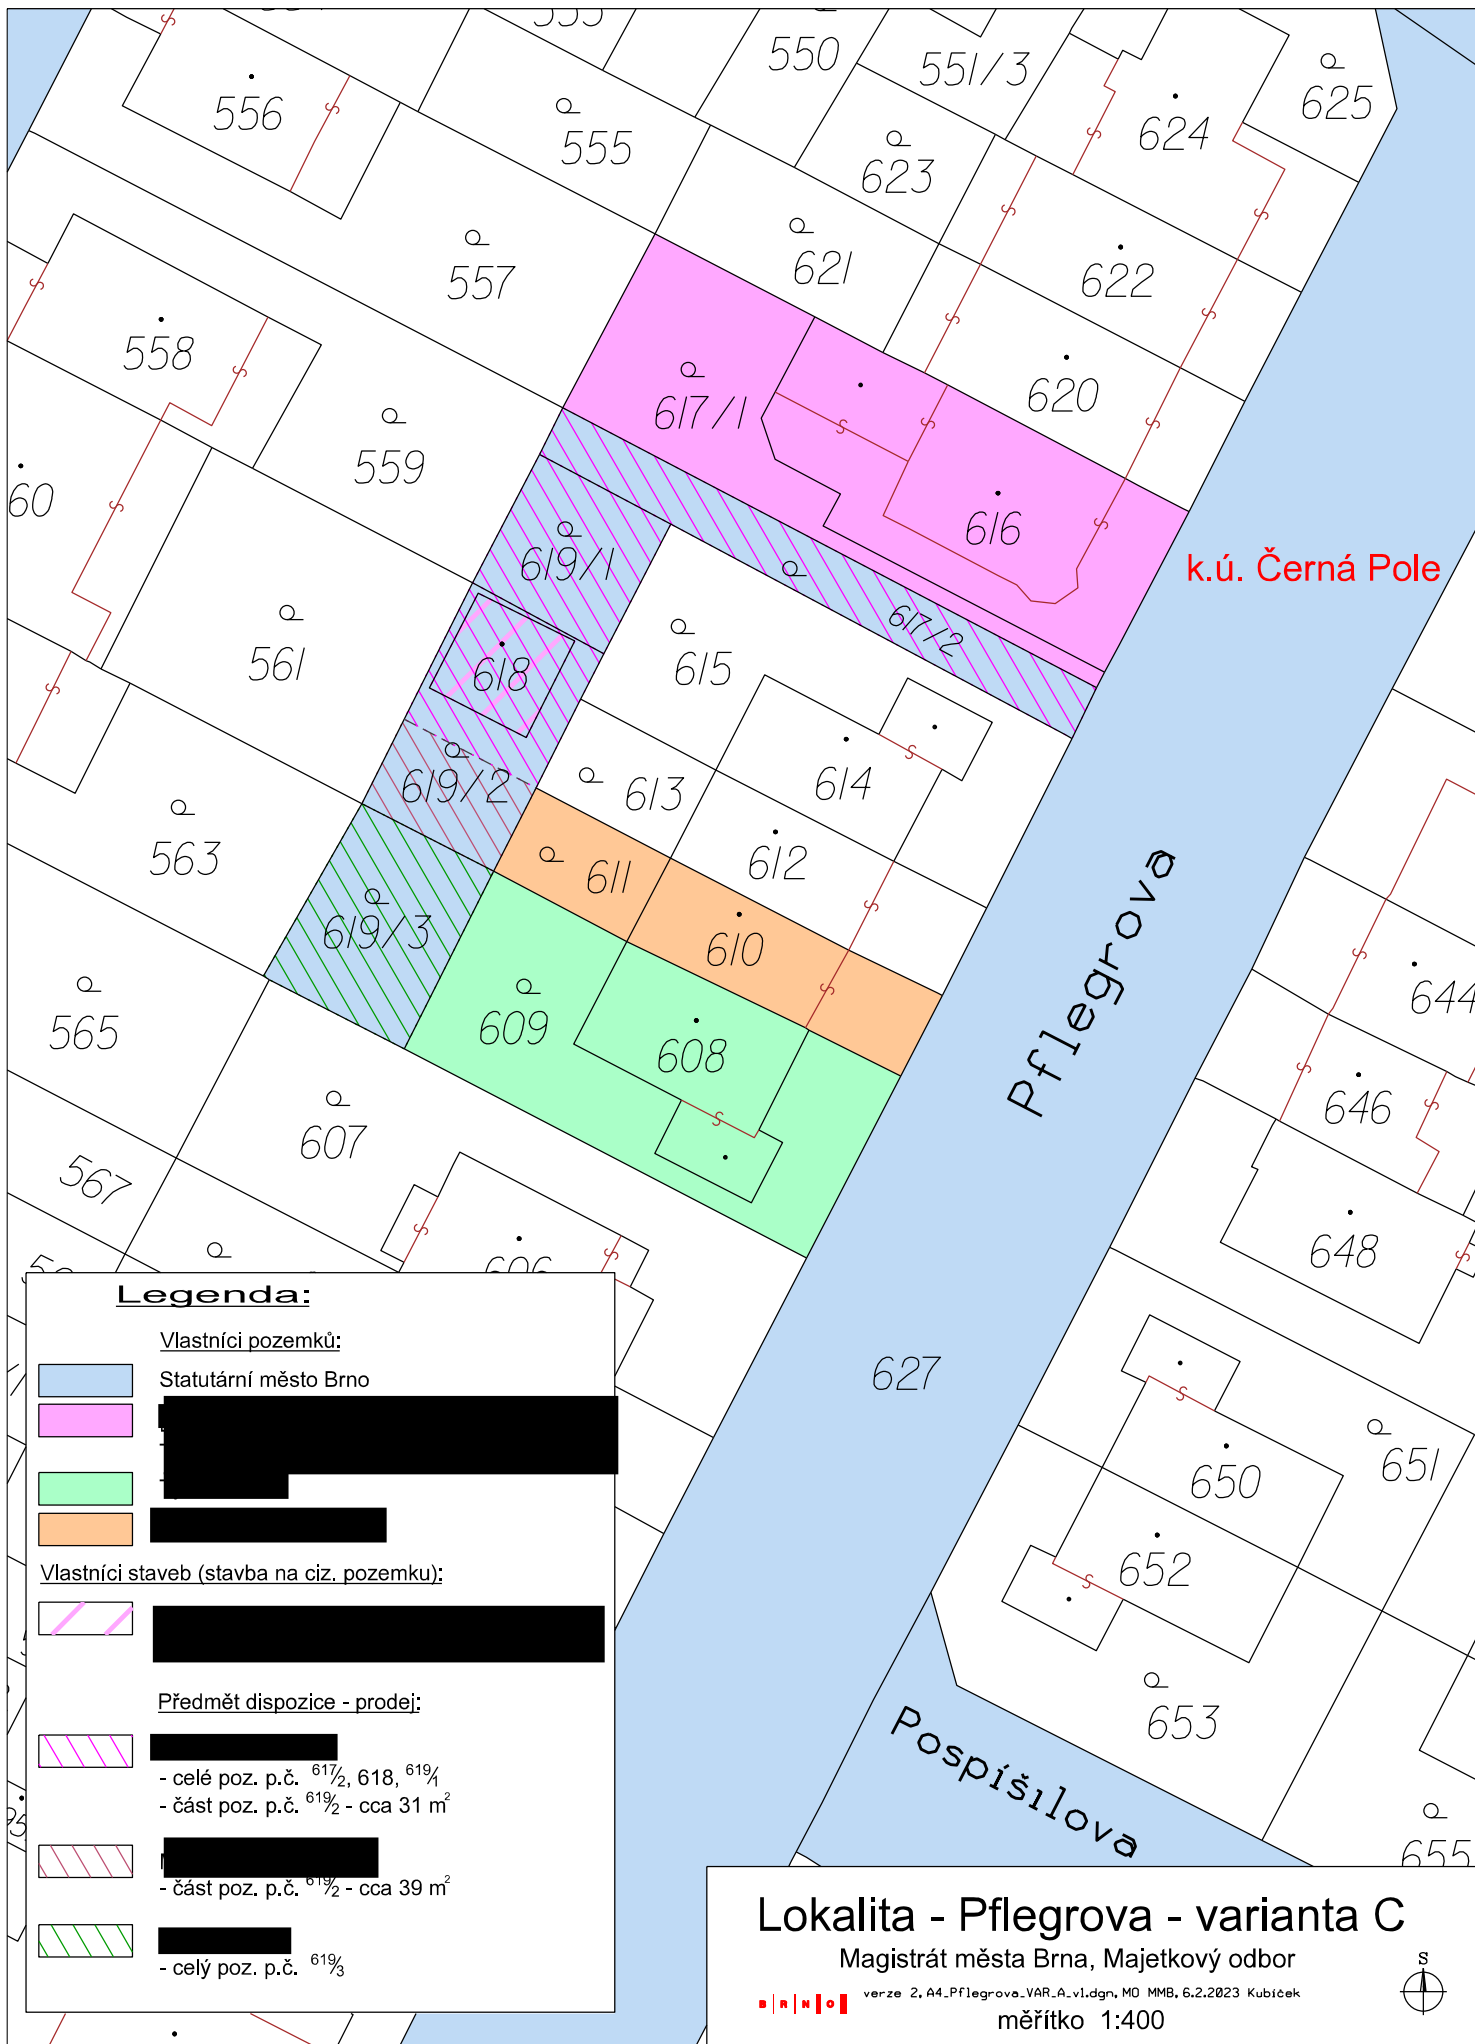 556
555
550
551/3
625
624
623
557
621
622
558
617/1
620
559
60
616
k.ú. Černá Pole
619/1
617/2
561
618
615
619/2
613
614
563
611
612
Pflegrova
619/3
610
565
609
608
644
607
646
567
648
606
627
651
650
652
653
Pospíšilova
655
Legenda:
Vlastníci pozemků:
Statutární město Brno
Vlastníci staveb (stavba na ciz. pozemku):
Předmět dispozice - prodej:
- celé poz. p.č. 617/2, 618, 619/1
- část poz. p.č. 619/2 - cca 31 m²
- část poz. p.č. 619/2 - cca 39 m²
- celý poz. p.č. 619/3
Lokalita - Pflegrova - varianta C
Magistrát města Brna, Majetkový odbor
B R N O
verze 2, A4_Pflegrova_VAR_A_v1.dgn, MO MMB, 6.2.2023 Kubíček
měřítko 1:400
S